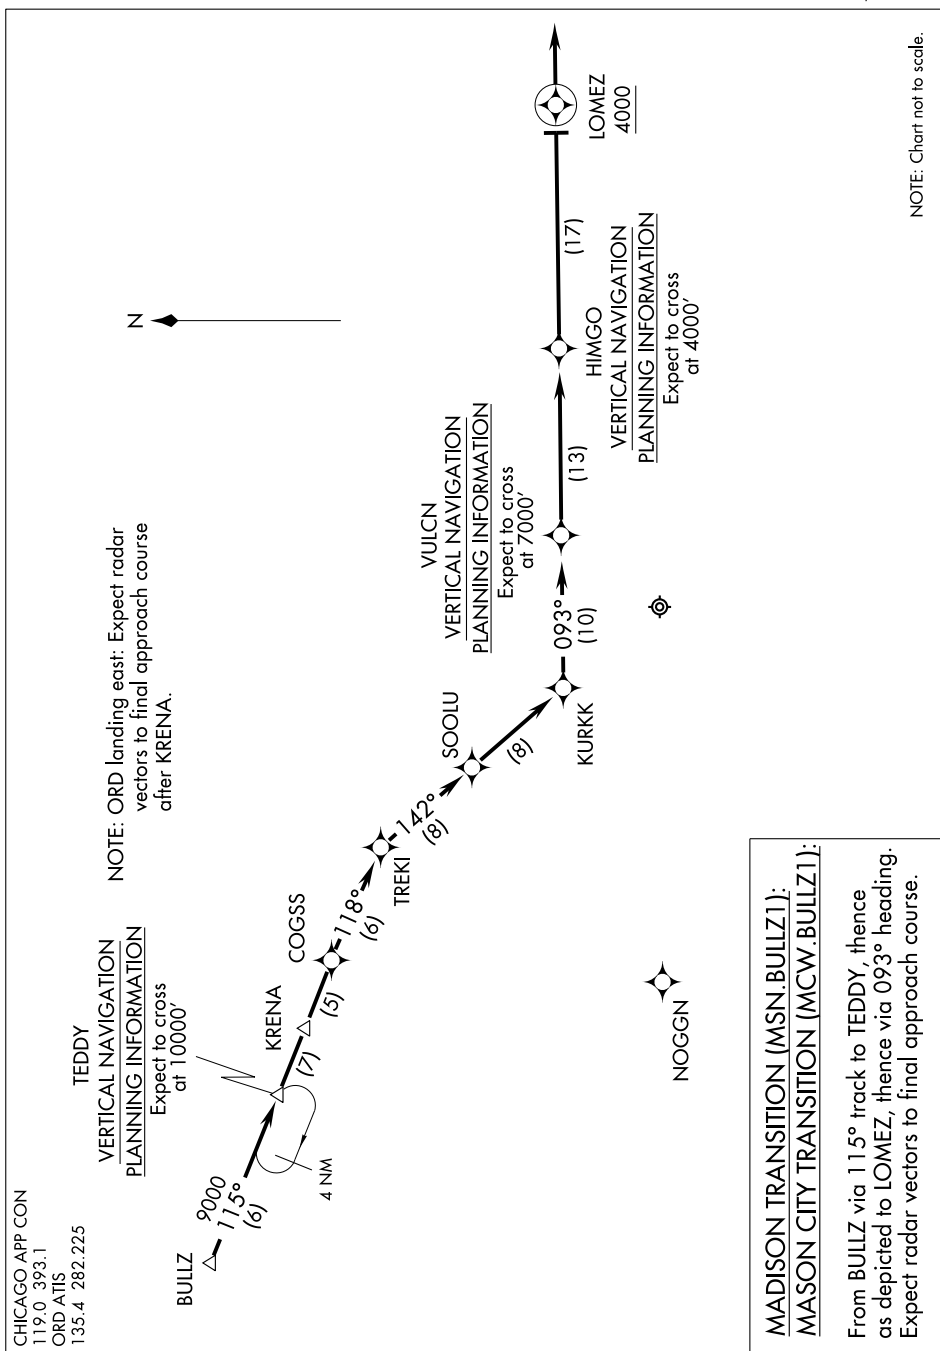 CHICAGO APP CON
119.0 393.1
ORD ATIS
135.4 282.225
TEDDY
VERTICAL NAVIGATION
PLANNING INFORMATION
Expect to cross
at 10000’
NOTE: ORD landing east: Expect radar
vectors to final approach course
after KRENA.
N
BULLZ
9000
115°
(6)
4 NM
KRENA
(7)
COGSS
(5)
118°
(6)
TREKI
142°
(8)
SOOLU
(8)
KURKK
093°
(10)
VULCN
VERTICAL NAVIGATION
PLANNING INFORMATION
Expect to cross
at 7000’
(13)
HIMGO
VERTICAL NAVIGATION
PLANNING INFORMATION
Expect to cross
at 4000’
(17)
LOMEZ
4000
NOGGN
MADISON TRANSITION (MSN.BULLZ1):
MASON CITY TRANSITION (MCW.BULLZ1):
From BULLZ via 115° track to TEDDY, thence
as depicted to LOMEZ, thence via 093° heading.
Expect radar vectors to final approach course.
NOTE: Chart not to scale.